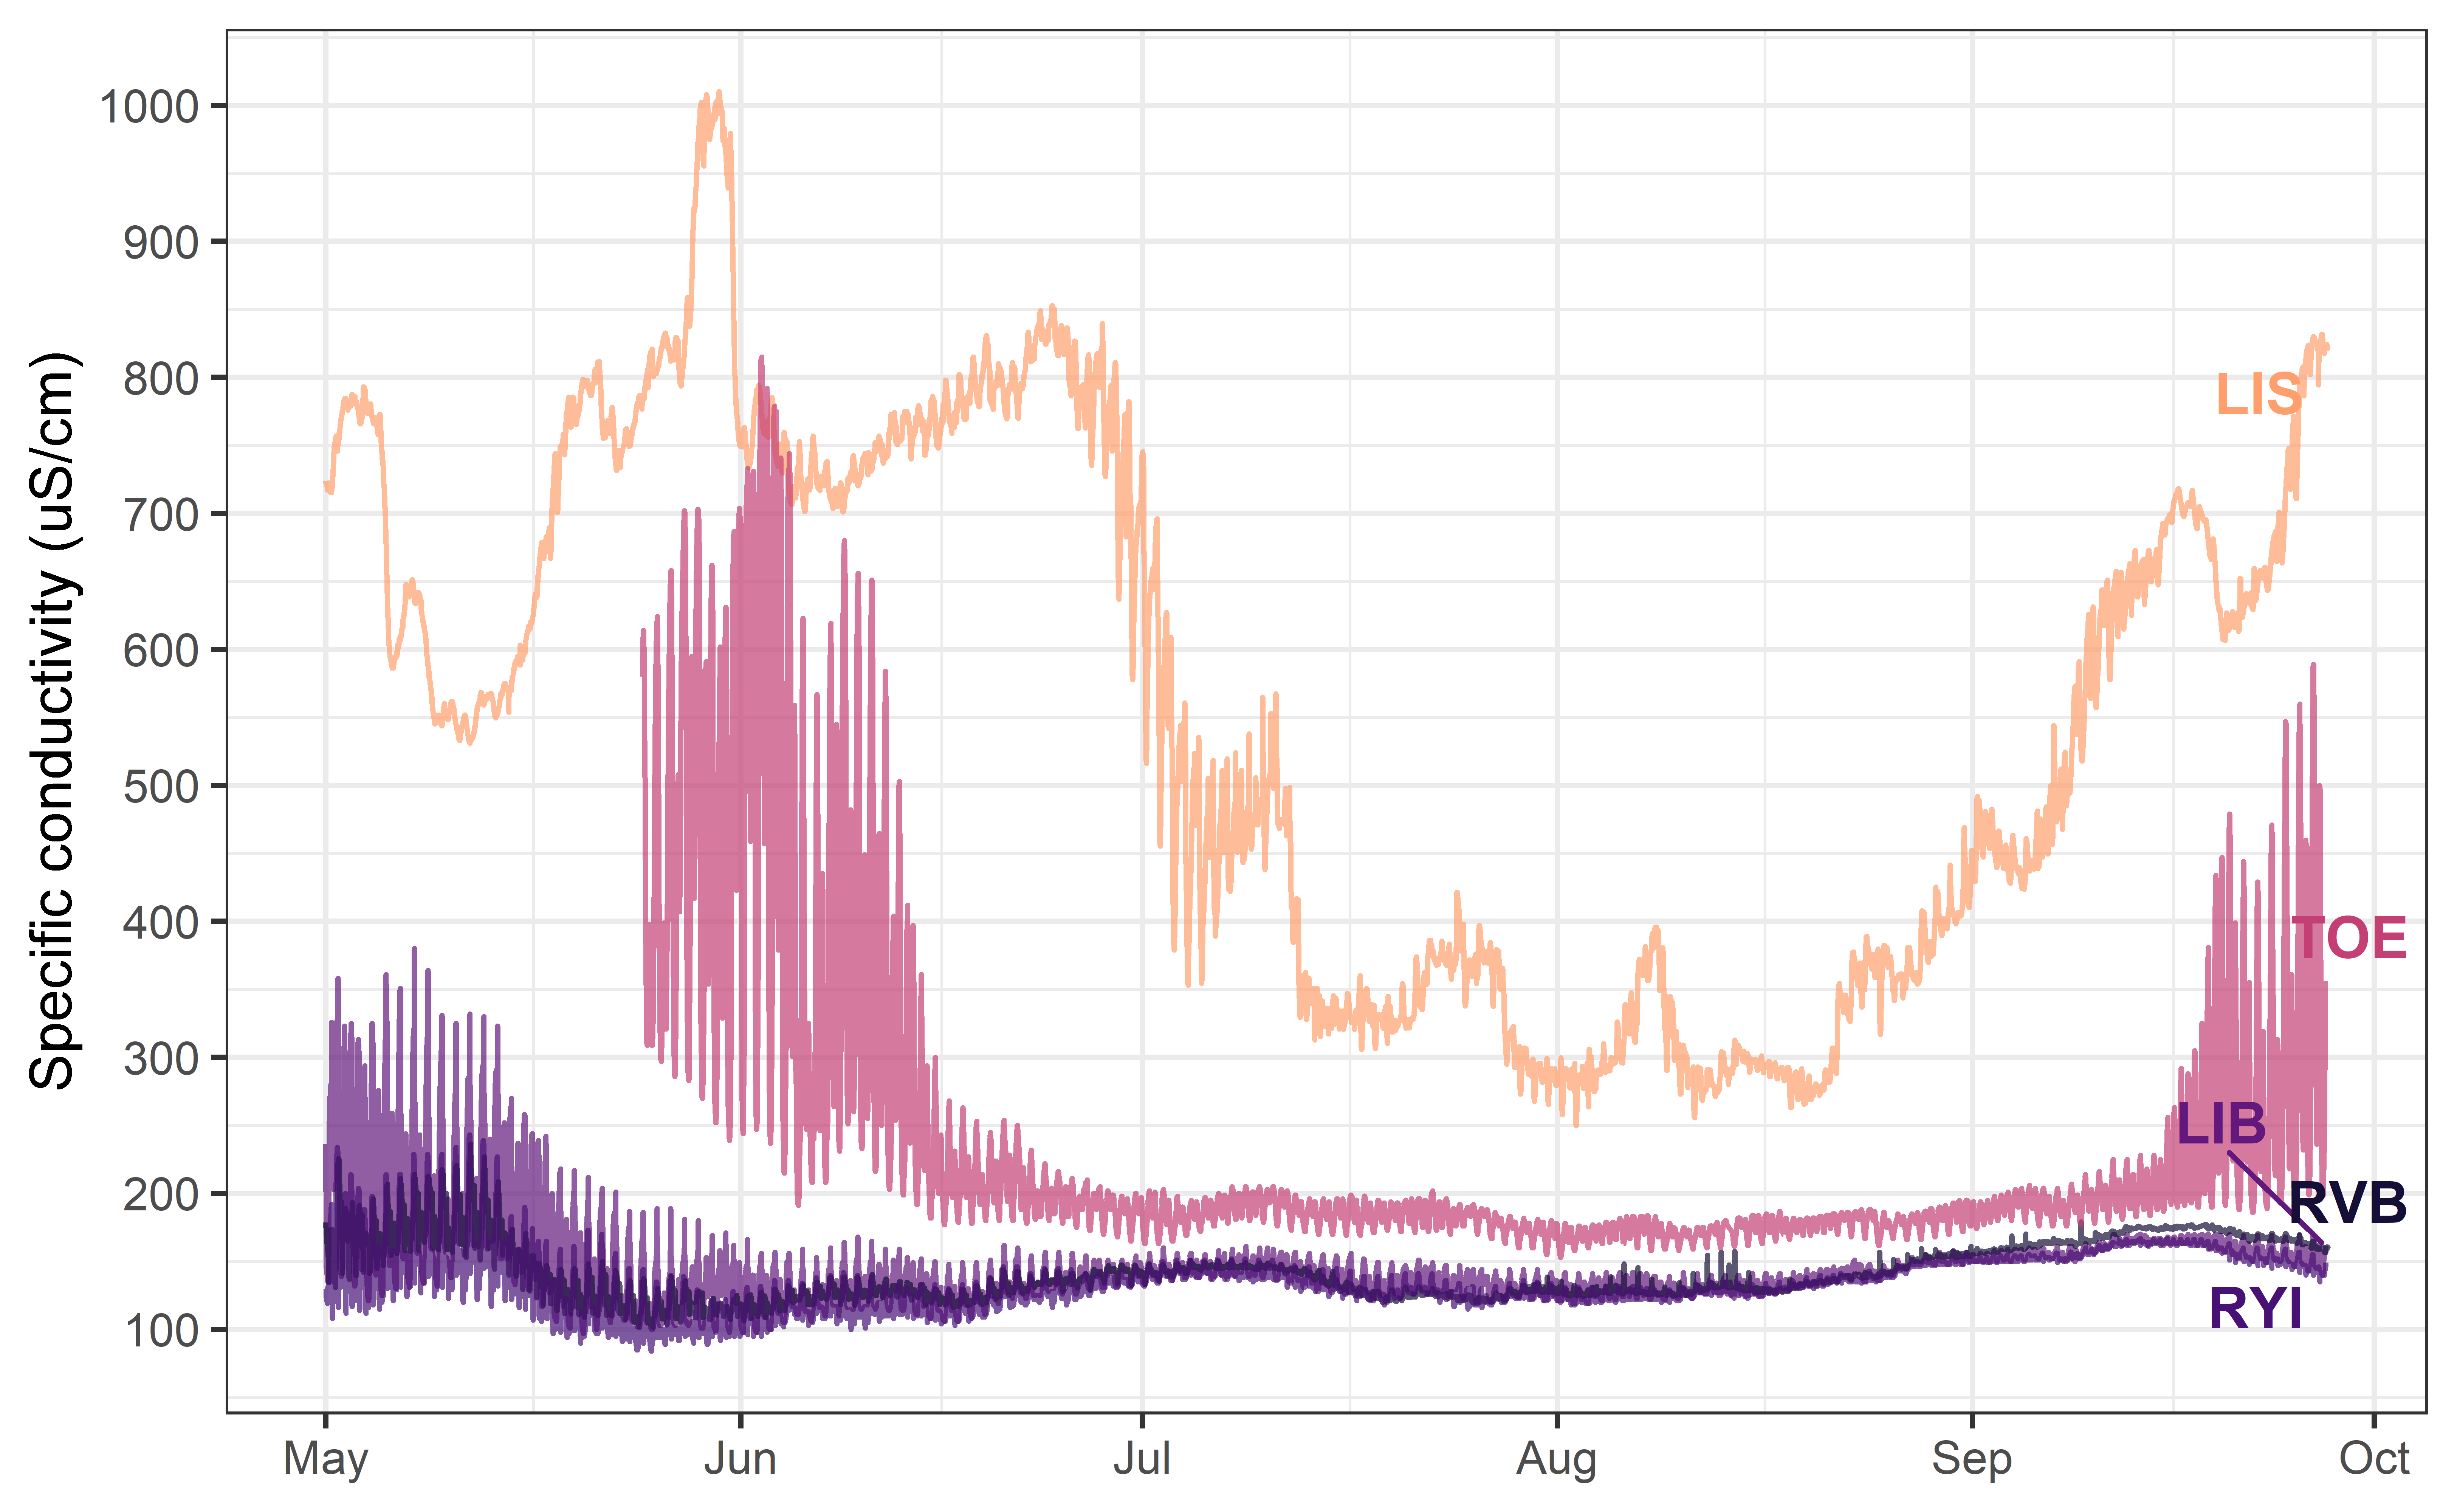 Specific conductivity (uS/cm)
1000
900
800
700
600
500
400
300
200
100
LIS
TOE
LIB
RVB
RYI
May Jun Jul Aug Sep Oct